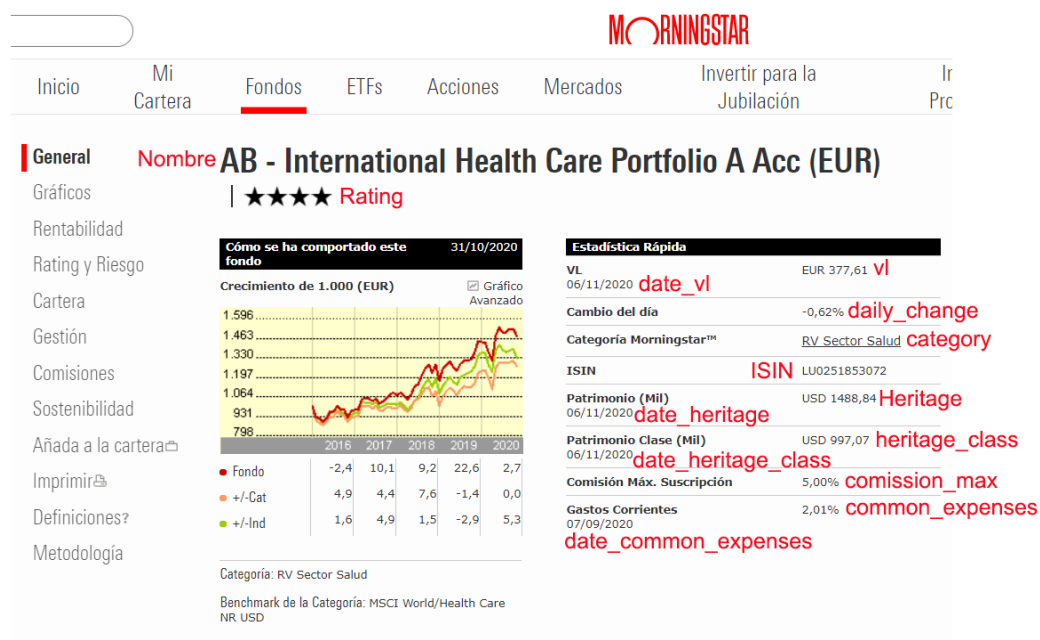 MORNINGSTAR
Inicio
Mi Cartera
Fondos
ETFs
Acciones
Mercados
Invertir para la Jubilación
General
Gráficos
Rentabilidad
Rating y Riesgo
Cartera
Gestión
Comisiones
Sostenibilidad
Añada a la cartera
Imprimir
Definiciones?
Metodología
Nombre AB - International Health Care Portfolio A Acc (EUR)
| ★★★★ Rating
Cómo se ha comportado este fondo 31/10/2020
Crecimiento de 1.000 (EUR) Gráfico Avanzado
1.596
1.463
1.330
1.197
1.064
931
798
2016 2017 2018 2019 2020
Fondo -2,4 10,1 9,2 22,6 2,7
+/-Cat 4,9 4,4 7,6 -1,4 0,0
+/-Ind 1,6 4,9 1,5 -2,9 5,3
Categoría: RV Sector Salud
Benchmark de la Categoría: MSCI World/Health Care
NR USD
Estadística Rápida
VL EUR 377,61 vl
06/11/2020 date_vl
Cambio del día -0,62% daily_change
Categoría Morningstar™ RV Sector Salud category
ISIN ISIN LU0251853072
Patrimonio (Mil) USD 1488,84 Heritage
06/11/2020 date_heritage
Patrimonio Clase (Mil) USD 997,07 heritage_class
06/11/2020 date_heritage_class
Comisión Máx. Suscripción 5,00% comission_max
Gastos Corrientes 2,01% common_expenses
07/09/2020
date_common_expenses